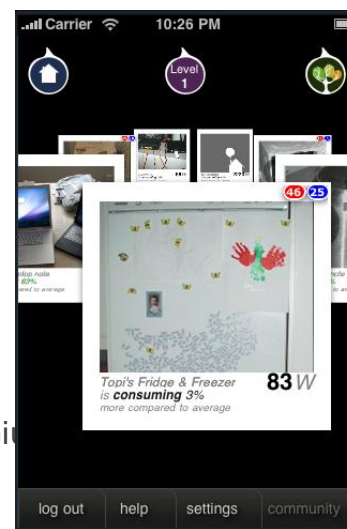 Carrier 10:26 PM
Level
1
46 25
83%
Topi's Fridge & Freezer
is consuming 3%
more compared to average
83W
log out help settings community